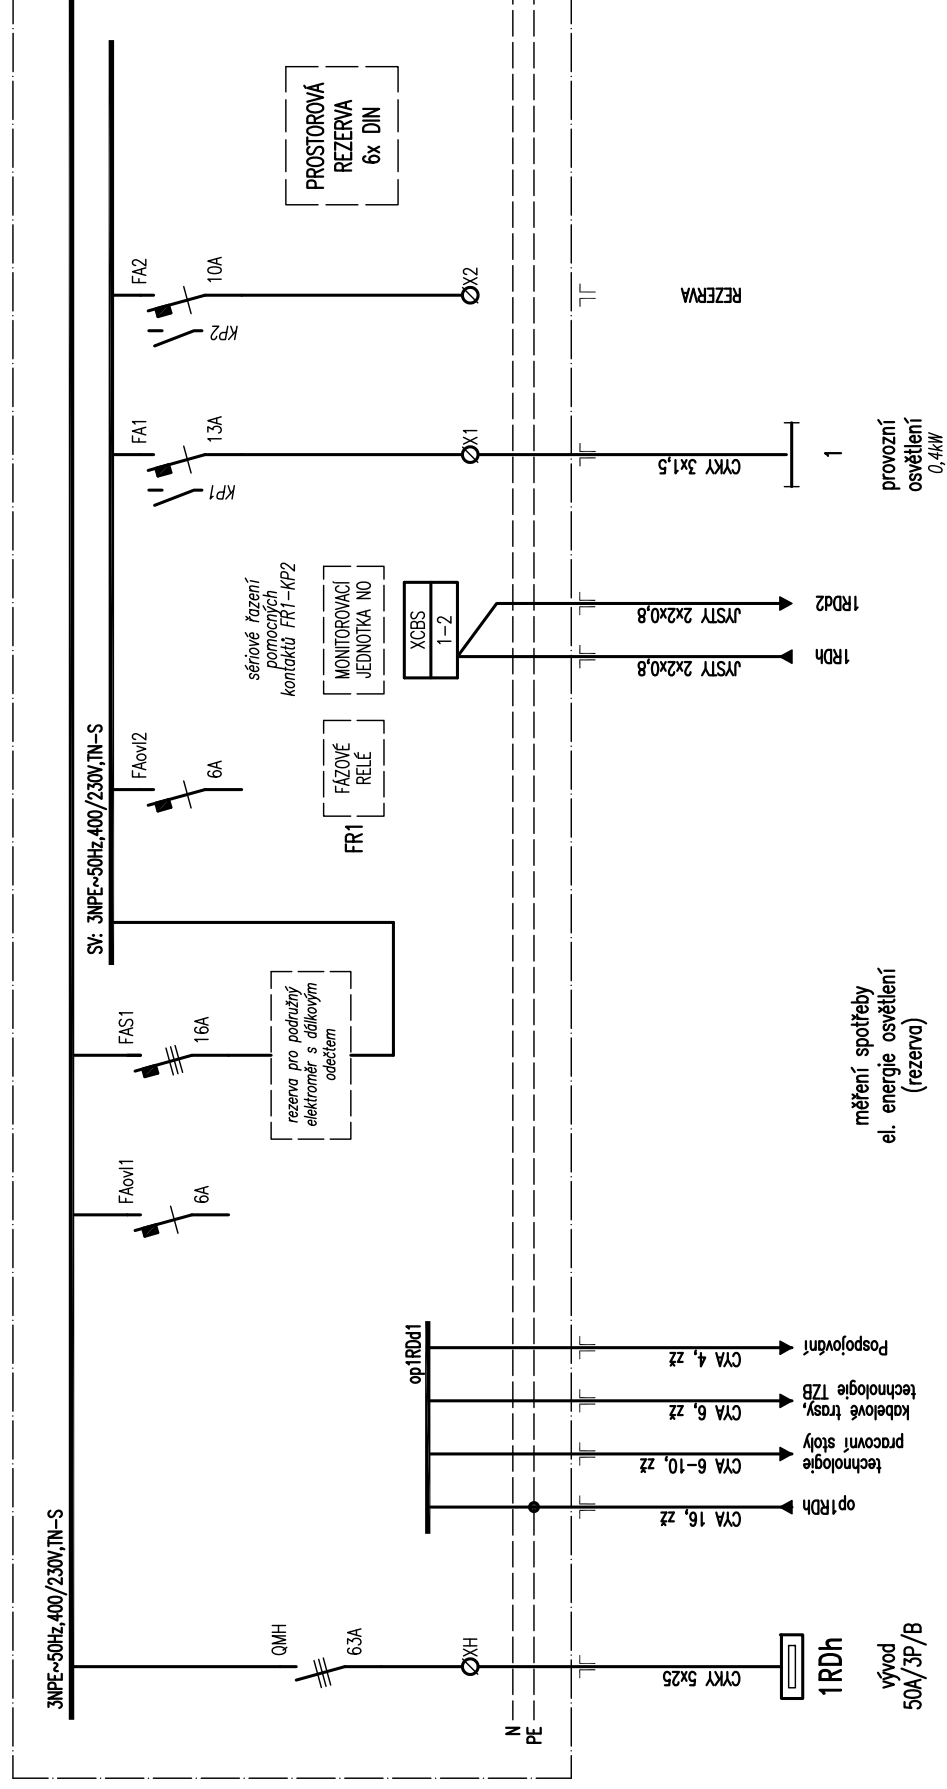 3NPE~50Hz,400/230V,TN-S
SV: 3NPE~50Hz,400/230V,TN-S
QMH
63A
XH
N
PE
CYKY 5x25
1RDh
vývod
50A/3P/B
op1RDd1
CYA 16, zž
op1RDh
CYA 6-10, zž
technologie
pracovní stoly
CYA 6, zž
kabelové trasy,
technologie TZB
CYA 4, zž
Pospojování
FAovl1
6A
FAS1
16A
rezerva pro podružný
elektroměr s dálkovým
odečtem
měření spotřeby
el. energie osvětlení
(rezerva)
FAovl2
6A
FR1
FÁZOVÉ
RELÉ
sériové řazení
pomocných
kontaktů FR1-KP2
MONITOROVACÍ
JEDNOTKA NO
XCBS
1-2
JYSTY 2x2x0,8
1RDh
JYSTY 2x2x0,8
1RDd2
FA1
13A
KP1
X1
CYKY 3x1,5
1
provozní
osvětlení
0,4kW
FA2
10A
KP2
X2
REZERVA
PROSTOROVÁ
REZERVA
6x DIN